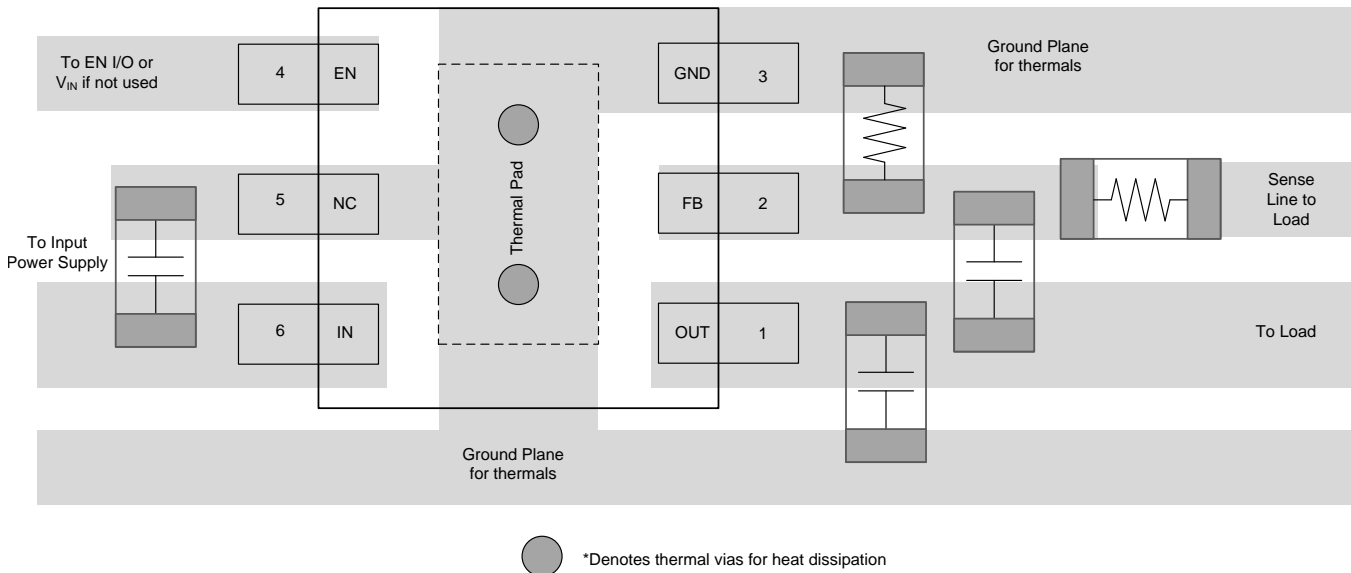 To EN I/O or
VIN if not used
4
EN
GND
3
Ground Plane
for thermals
5
NC
Thermal Pad
FB
2
Sense
Line to
Load
To Input
Power Supply
6
IN
OUT
1
To Load
Ground Plane
for thermals
*Denotes thermal vias for heat dissipation